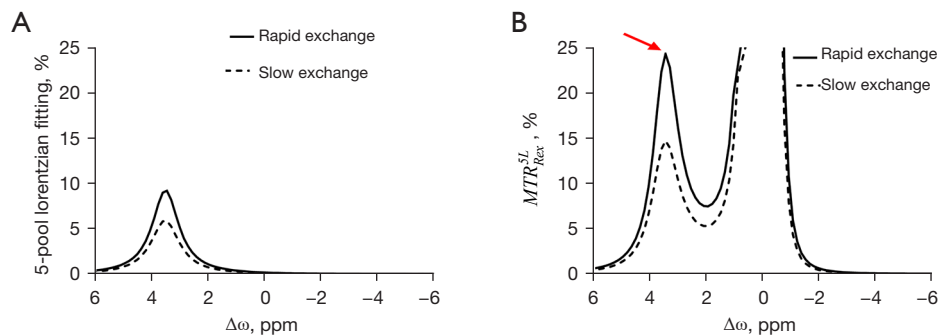 A
B
5-pool lorentzian fitting, %
25
20
15
10
5
0
6 4 2 0 −2 −4 −6
Δω, ppm
Rapid exchange
Slow exchange
MTR^{5L}_{Rex}, %
25
20
15
10
5
0
6 4 2 0 −2 −4 −6
Δω, ppm
Rapid exchange
Slow exchange